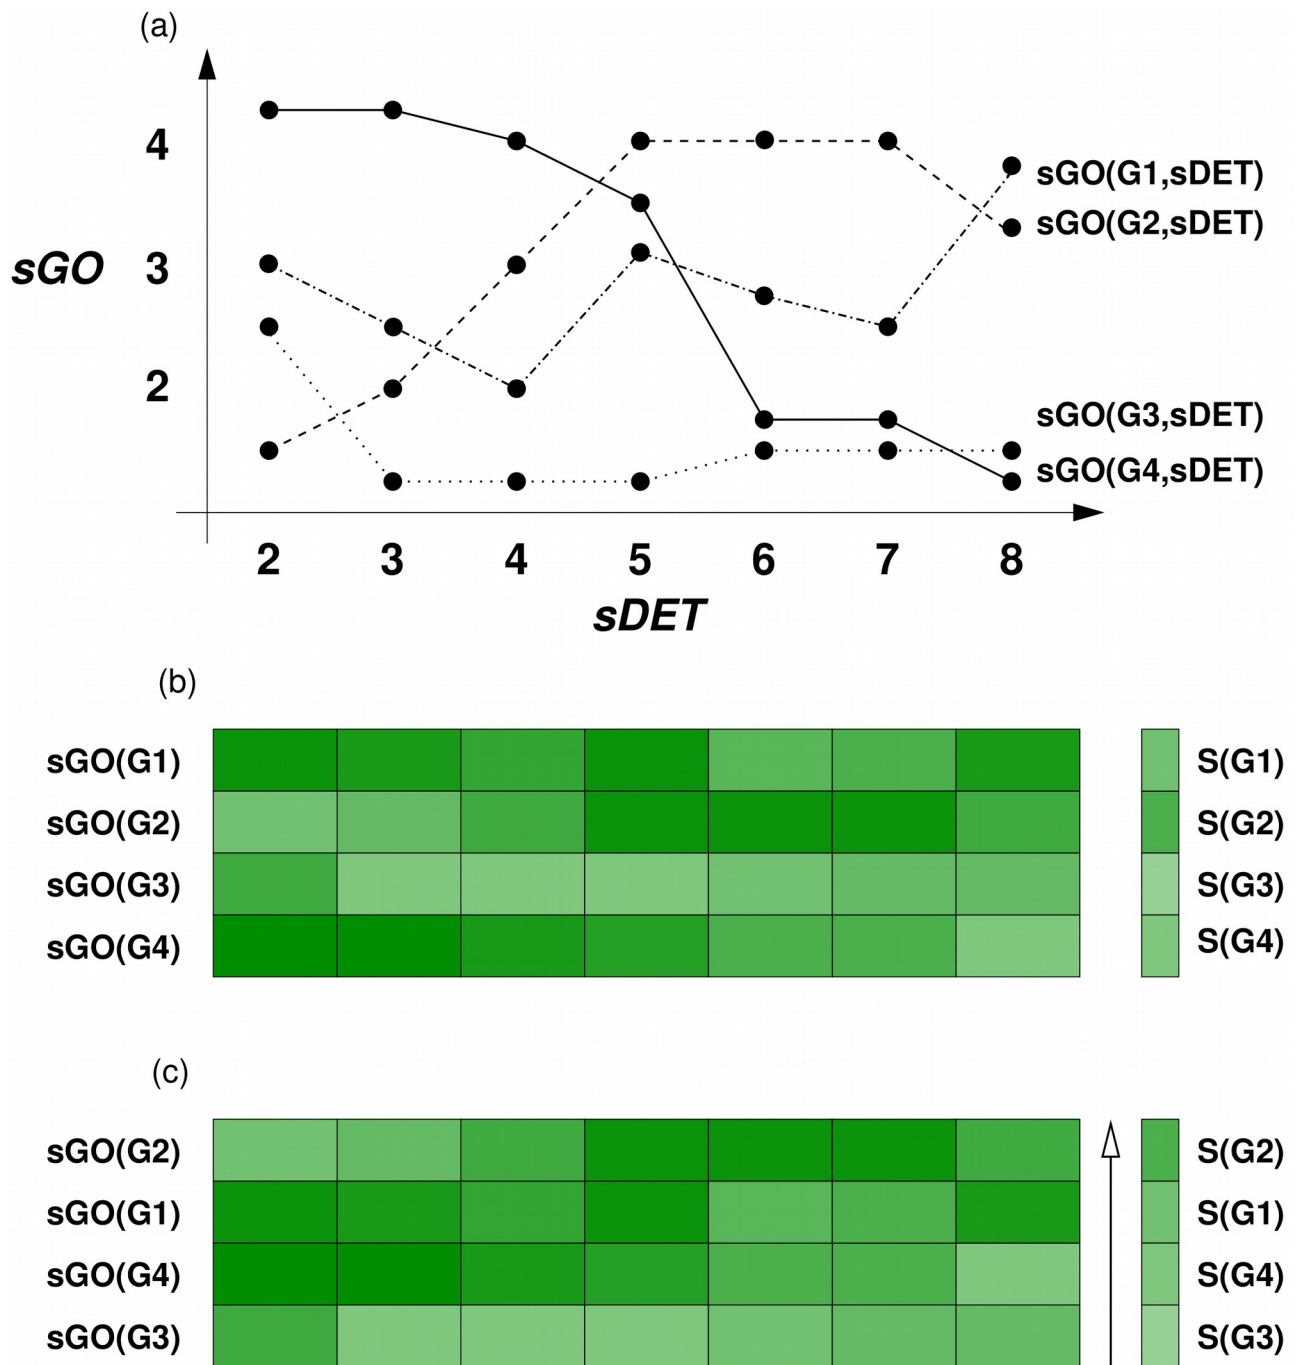 (a)
4
sGO(G1,sDET)
sGO(G2,sDET)
sGO 3
2
sGO(G3,sDET)
sGO(G4,sDET)
2 3 4 5 6 7 8
sDET
(b)
sGO(G1) S(G1)
sGO(G2) S(G2)
sGO(G3) S(G3)
sGO(G4) S(G4)
(c)
sGO(G2) S(G2)
sGO(G1) S(G1)
sGO(G4) S(G4)
sGO(G3) S(G3)